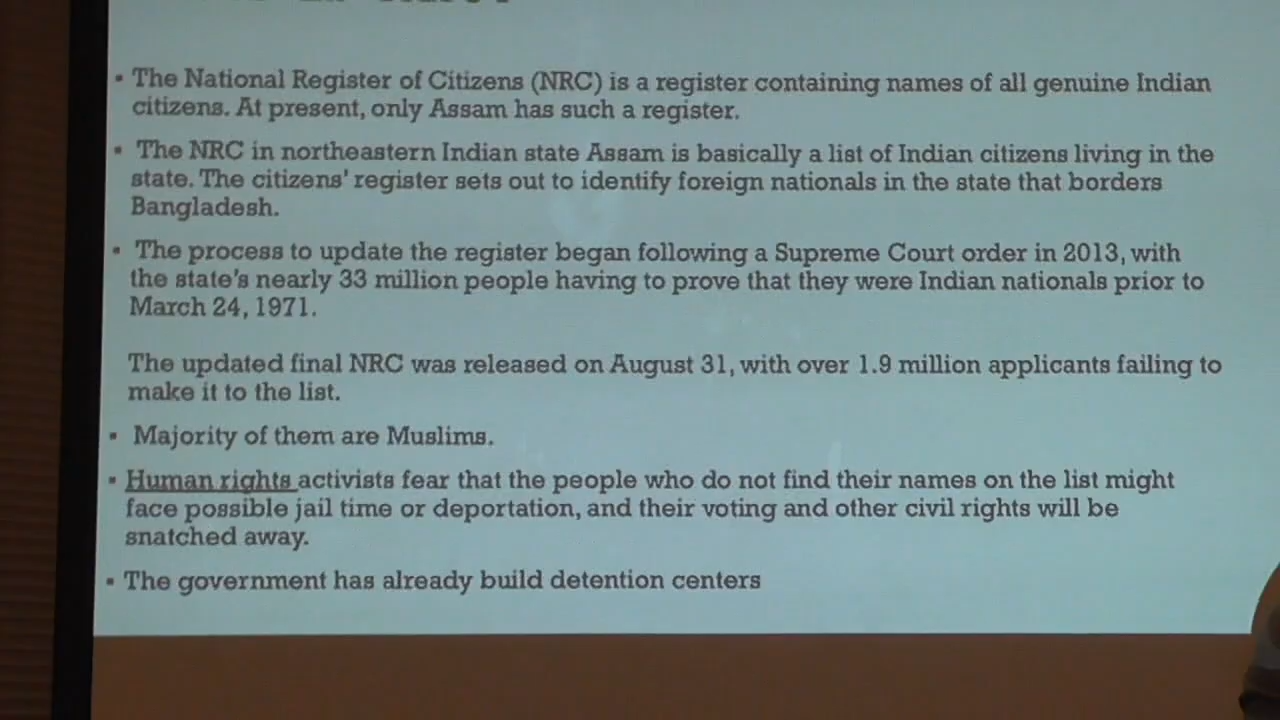 ▪ The National Register of Citizens (NRC) is a register containing names of all genuine Indian
citizens. At present, only Assam has such a register.
▪ The NRC in northeastern Indian state Assam is basically a list of Indian citizens living in the
state. The citizens' register sets out to identify foreign nationals in the state that borders
Bangladesh.
▪ The process to update the register began following a Supreme Court order in 2013, with
the state's nearly 33 million people having to prove that they were Indian nationals prior to
March 24, 1971.
The updated final NRC was released on August 31, with over 1.9 million applicants failing to
make it to the list.
▪ Majority of them are Muslims.
▪ Human rights activists fear that the people who do not find their names on the list might
face possible jail time or deportation, and their voting and other civil rights will be
snatched away.
▪ The government has already build detention centers